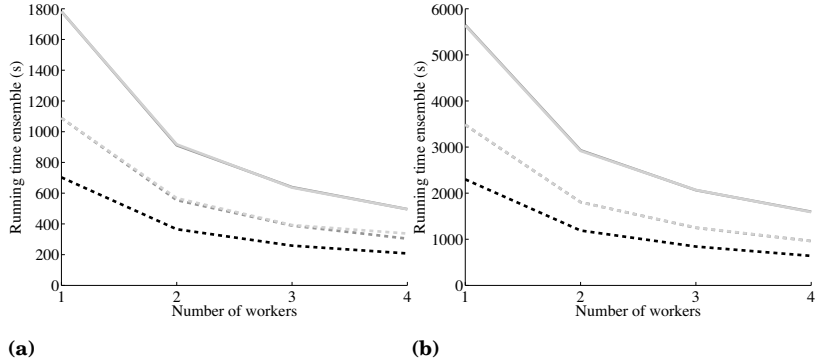 1800
1600
1400
1200
1000
800
600
400
200
0
Running time ensemble (s)
1 2 3 4
Number of workers
(a)
6000
5000
4000
3000
2000
1000
0
Running time ensemble (s)
1 2 3 4
Number of workers
(b)